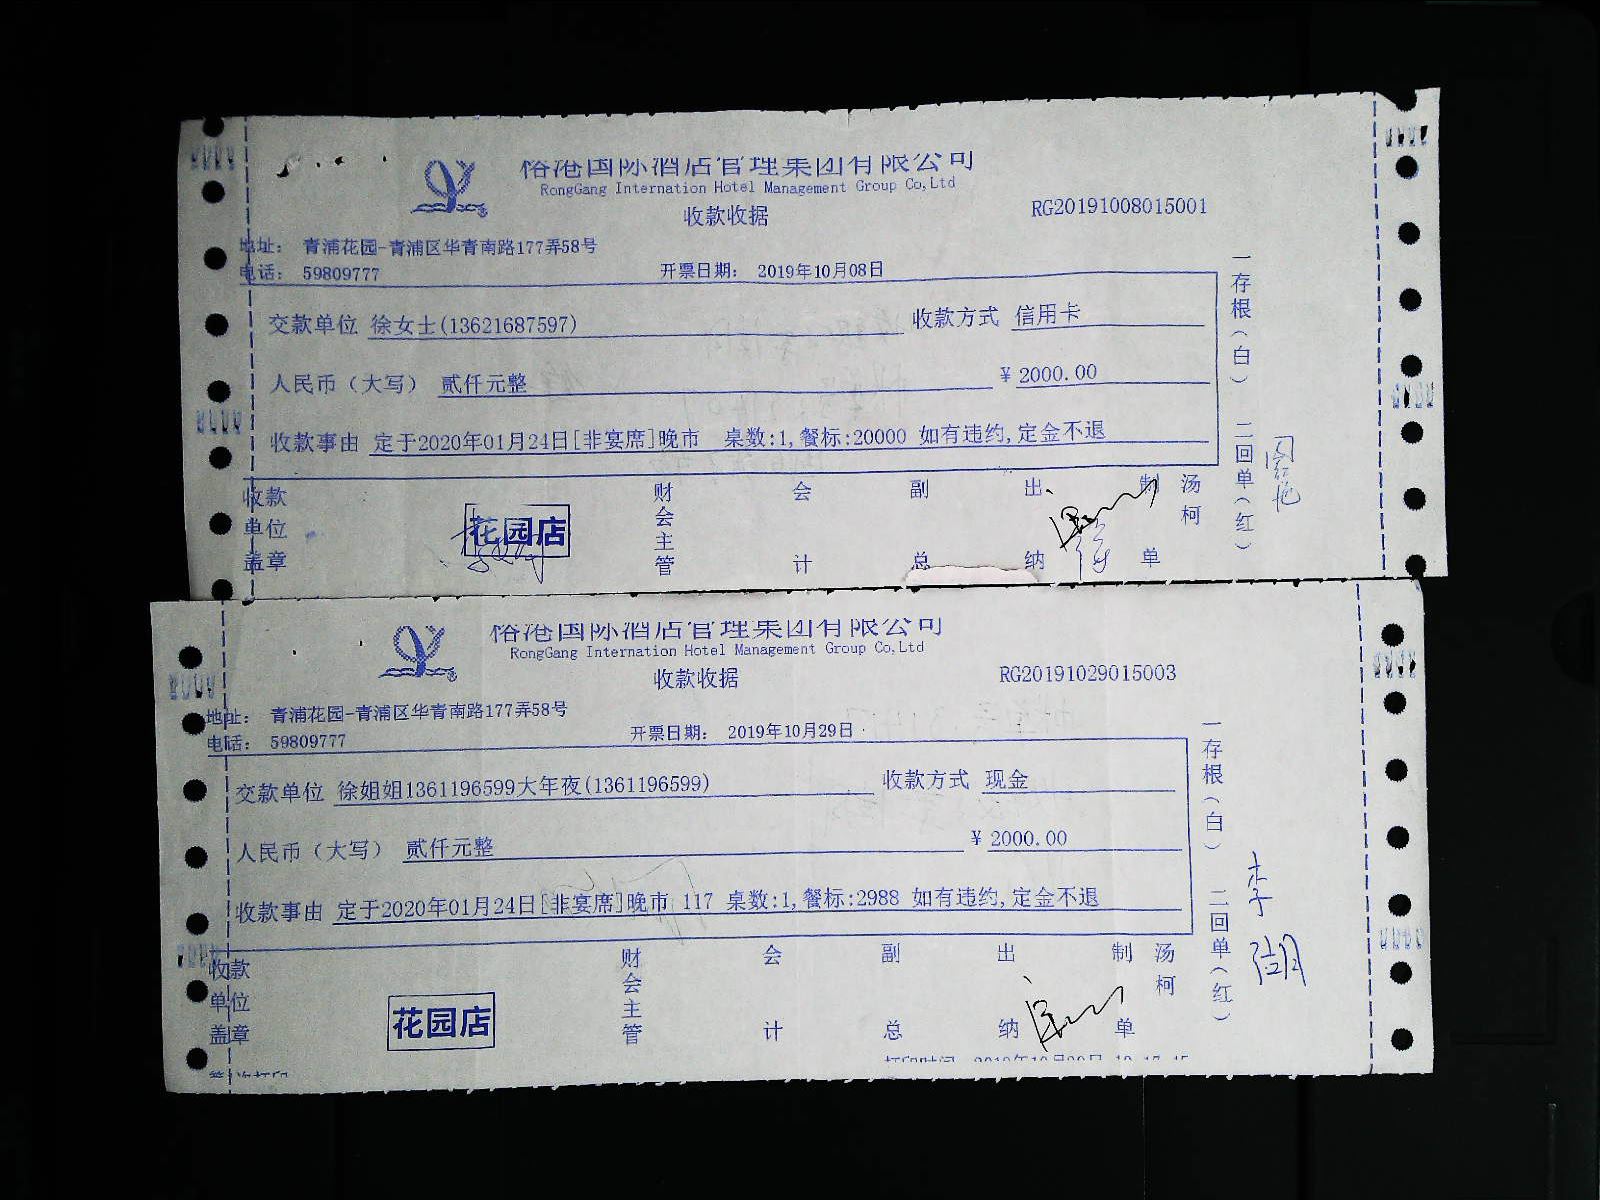 榕港国际酒店管理集团有限公司
RongGang Internation Hotel Management Group Co,Ltd
收款收据 RG20191008015001
地址： 青浦花园-青浦区华青南路177弄58号
电话： 59809777 开票日期： 2019年10月08日
交款单位 徐女士(13621687597) 收款方式 信用卡
人民币（大写） 贰仟元整 ¥ 2000.00
收款事由 定于2020年01月24日[非宴席]晚市 桌数:1,餐标:20000 如有违约,定金不退
一存根（白） 二回单（红）
收款单位盖章 花园店 财会主管 会计 副总 出纳 制单 汤柯
榕港国际酒店管理集团有限公司
RongGang Internation Hotel Management Group Co,Ltd
收款收据 RG20191029015003
地址： 青浦花园-青浦区华青南路177弄58号
电话： 59809777 开票日期： 2019年10月29日
交款单位 徐姐姐1361196599大年夜(1361196599) 收款方式 现金
人民币（大写） 贰仟元整 ¥ 2000.00
收款事由 定于2020年01月24日[非宴席]晚市 117 桌数:1,餐标:2988 如有违约,定金不退
一存根（白） 二回单（红）
收款单位盖章 花园店 财会主管 会计 副总 出纳 制单 汤柯